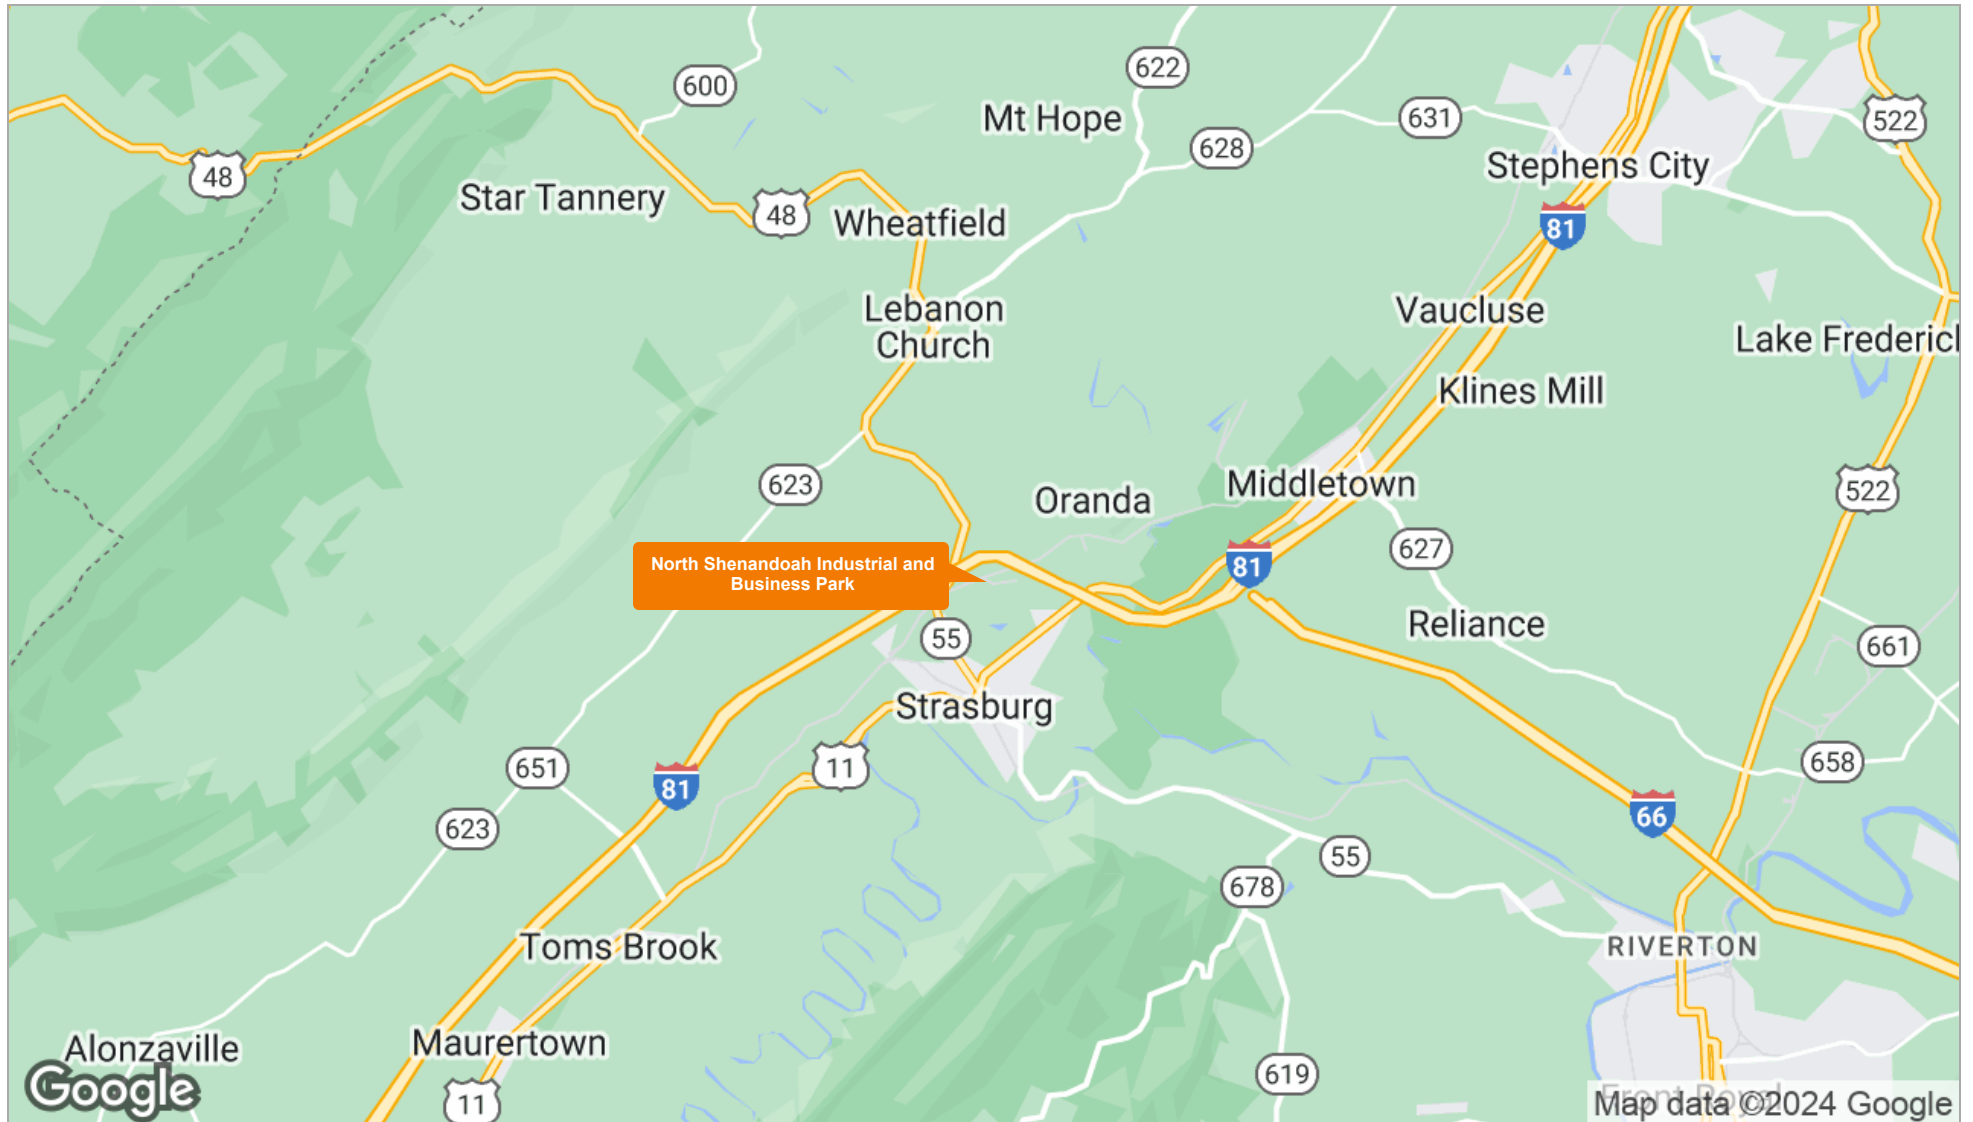 600
622
Mt Hope
631
522
628
Stephens City
48
Star Tannery
48
Wheatfield
81
Lebanon
Church
Vaucluse
Lake Frederick
Klines Mill
623
Oranda
Middletown
522
North Shenandoah Industrial and
Business Park
81
627
55
Reliance
661
Strasburg
651
81
11
658
623
66
55
678
Toms Brook
RIVERTON
Alonzaville
Maurertown
619
Google
11
Front Royal
Map data ©2024 Google